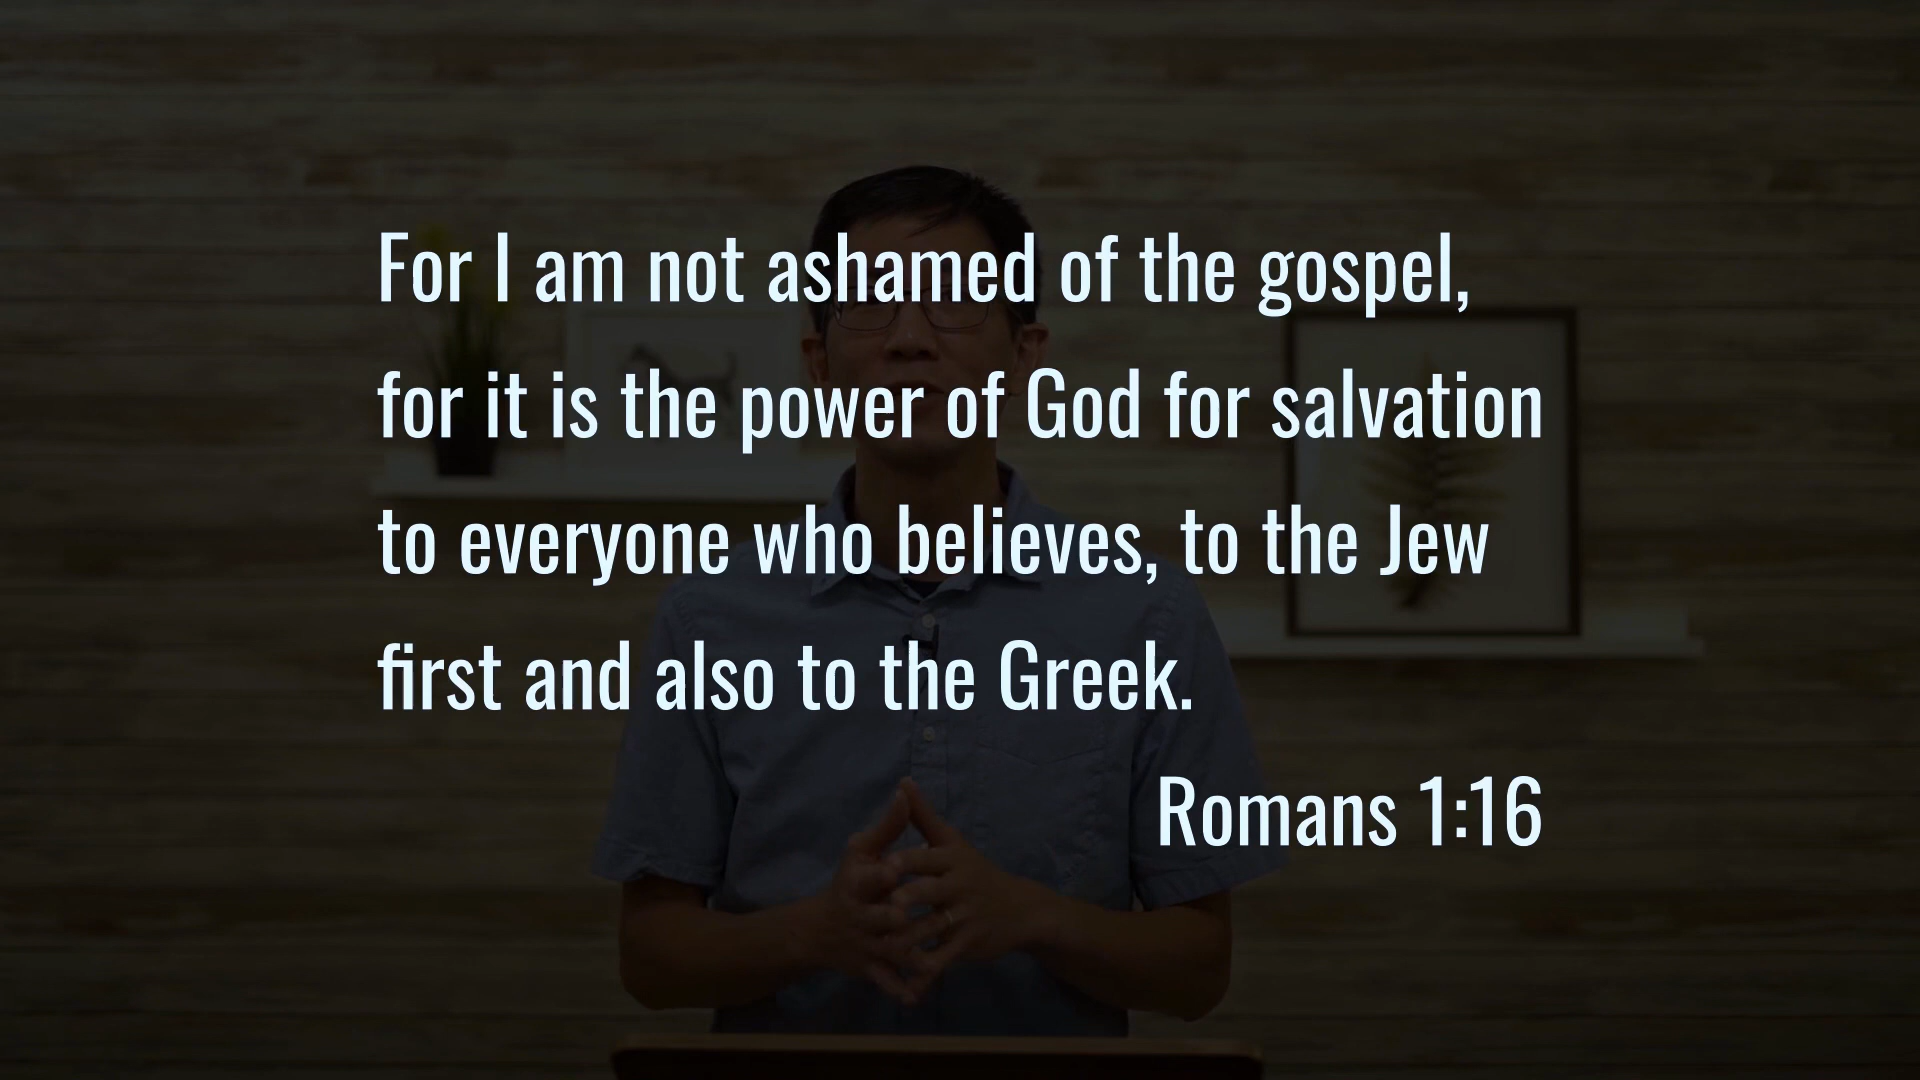 For I am not ashamed of the gospel,
for it is the power of God for salvation
to everyone who believes, to the Jew
first and also to the Greek.
Romans 1:16